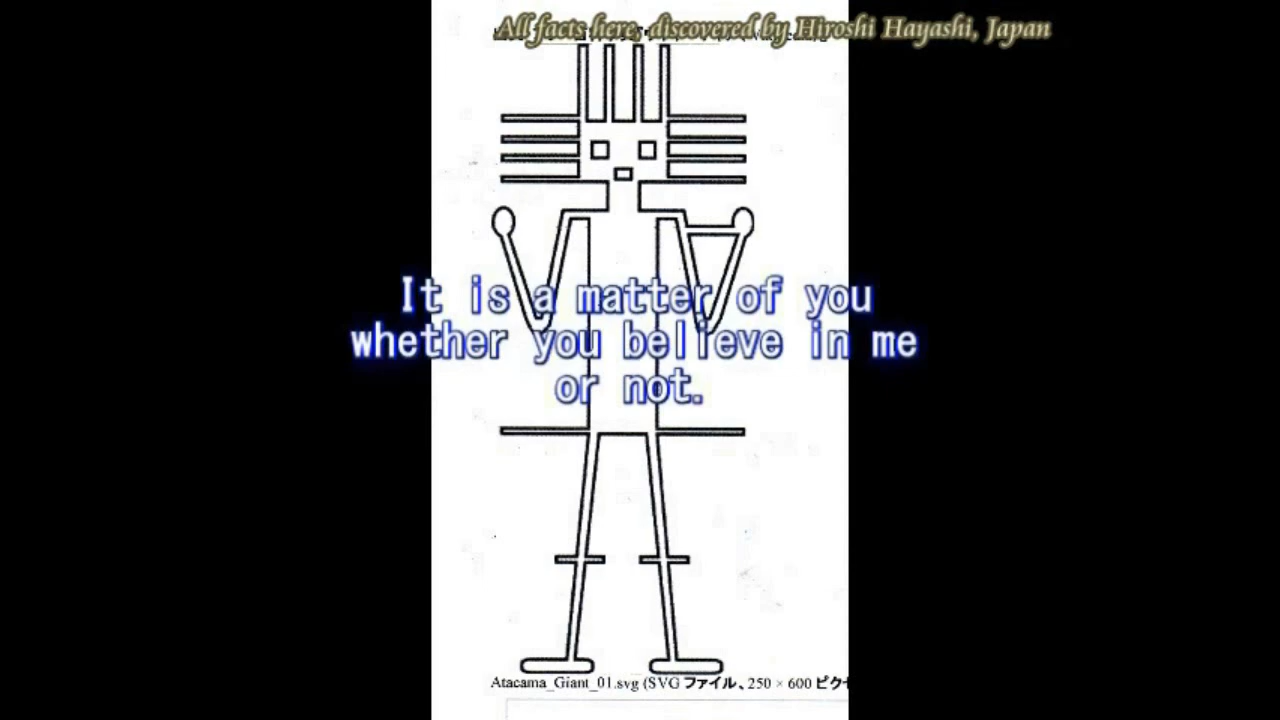 All facts here, discovered by Hiroshi Hayashi, Japan
It is a matter of you
whether you believe in me
or not.
Atacama_Giant_01.svg (SVG ファイル、250 × 600 ピクセ